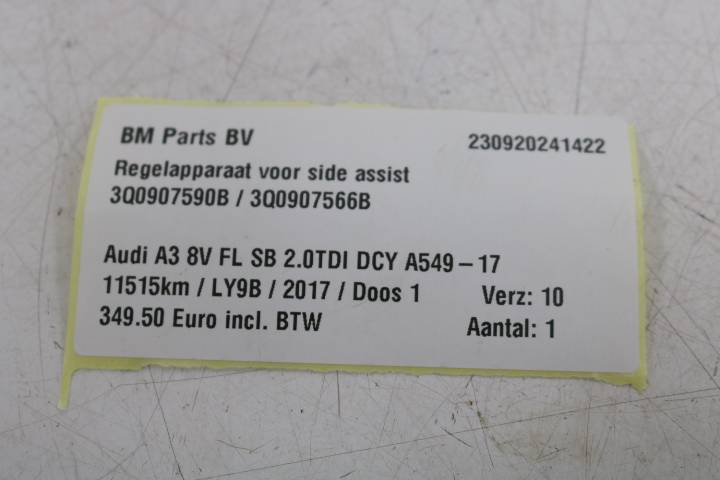 BM Parts BV 230920241422
Regelapparaat voor side assist
3Q0907590B / 3Q0907566B
Audi A3 8V FL SB 2.0TDI DCY A549-17
11515km / LY9B / 2017 / Doos 1 Verz: 10
349.50 Euro incl. BTW Aantal: 1